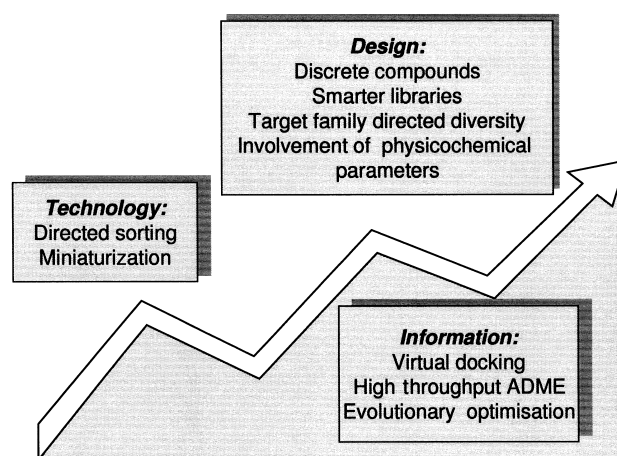 Design:
Discrete compounds
Smarter libraries
Target family directed diversity
Involvement of physicochemical
parameters
Technology:
Directed sorting
Miniaturization
Information:
Virtual docking
High throughput ADME
Evolutionary optimisation